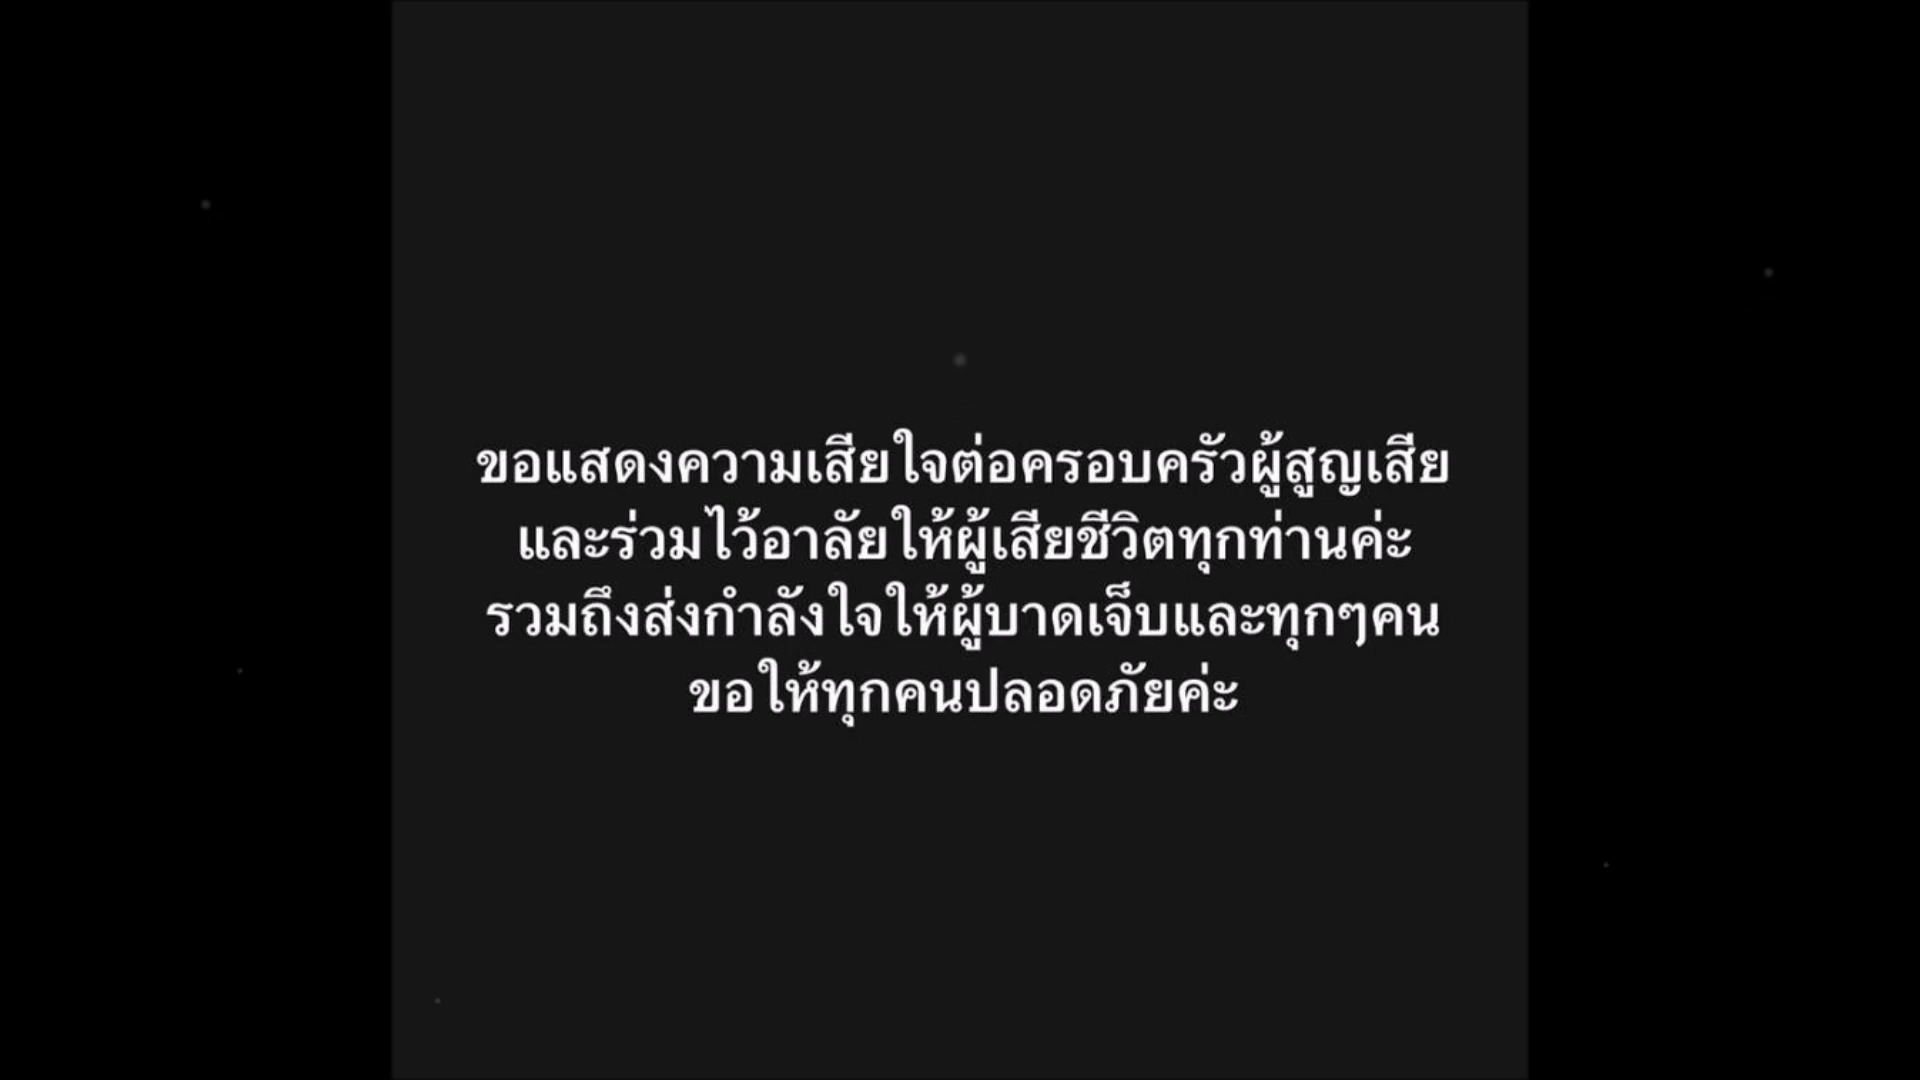 ขอแสดงความเสียใจต่อครอบครัวผู้สูญเสีย
และร่วมไว้อาลัยให้ผู้เสียชีวิตทุกท่านค่ะ
รวมถึงส่งกำลังใจให้ผู้บาดเจ็บและทุกๆคน
ขอให้ทุกคนปลอดภัยค่ะ